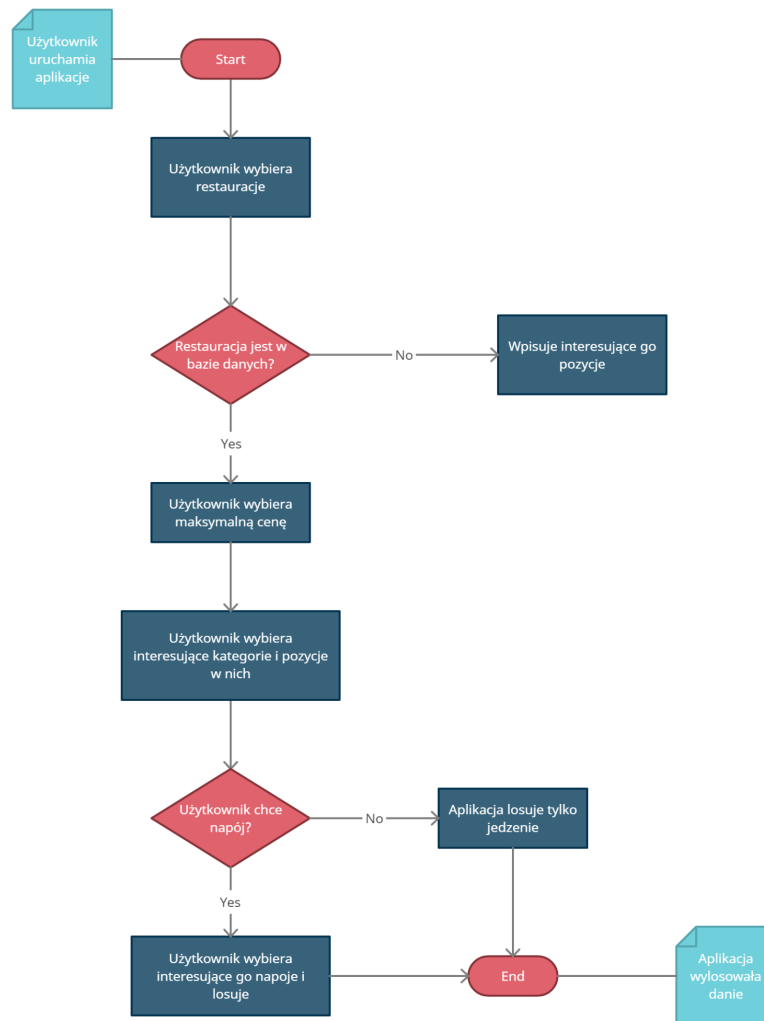 Użytkownik
uruchamia
aplikacje
Start
Użytkownik wybiera
restauracje
Restauracja jest w
bazie danych?
No
Wpisuje interesujące go
pozycje
Yes
Użytkownik wybiera
maksymalną cenę
Użytkownik wybiera
interesujące kategorie i pozycje
w nich
Użytkownik chce
napój?
No
Aplikacja losuje tylko
jedzenie
Yes
Użytkownik wybiera
interesujące go napoje i
losuje
End
Aplikacja
wylosowała
danie